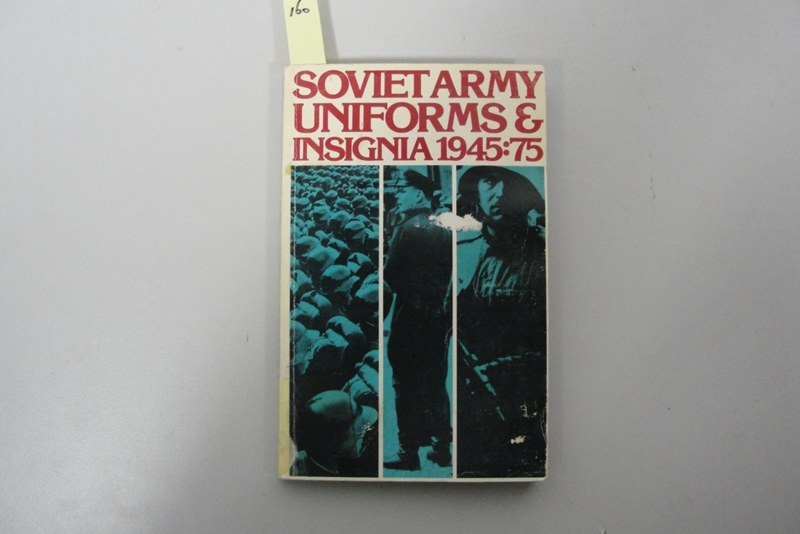 160
SOVIET ARMY
UNIFORMS &
INSIGNIA 1945:75